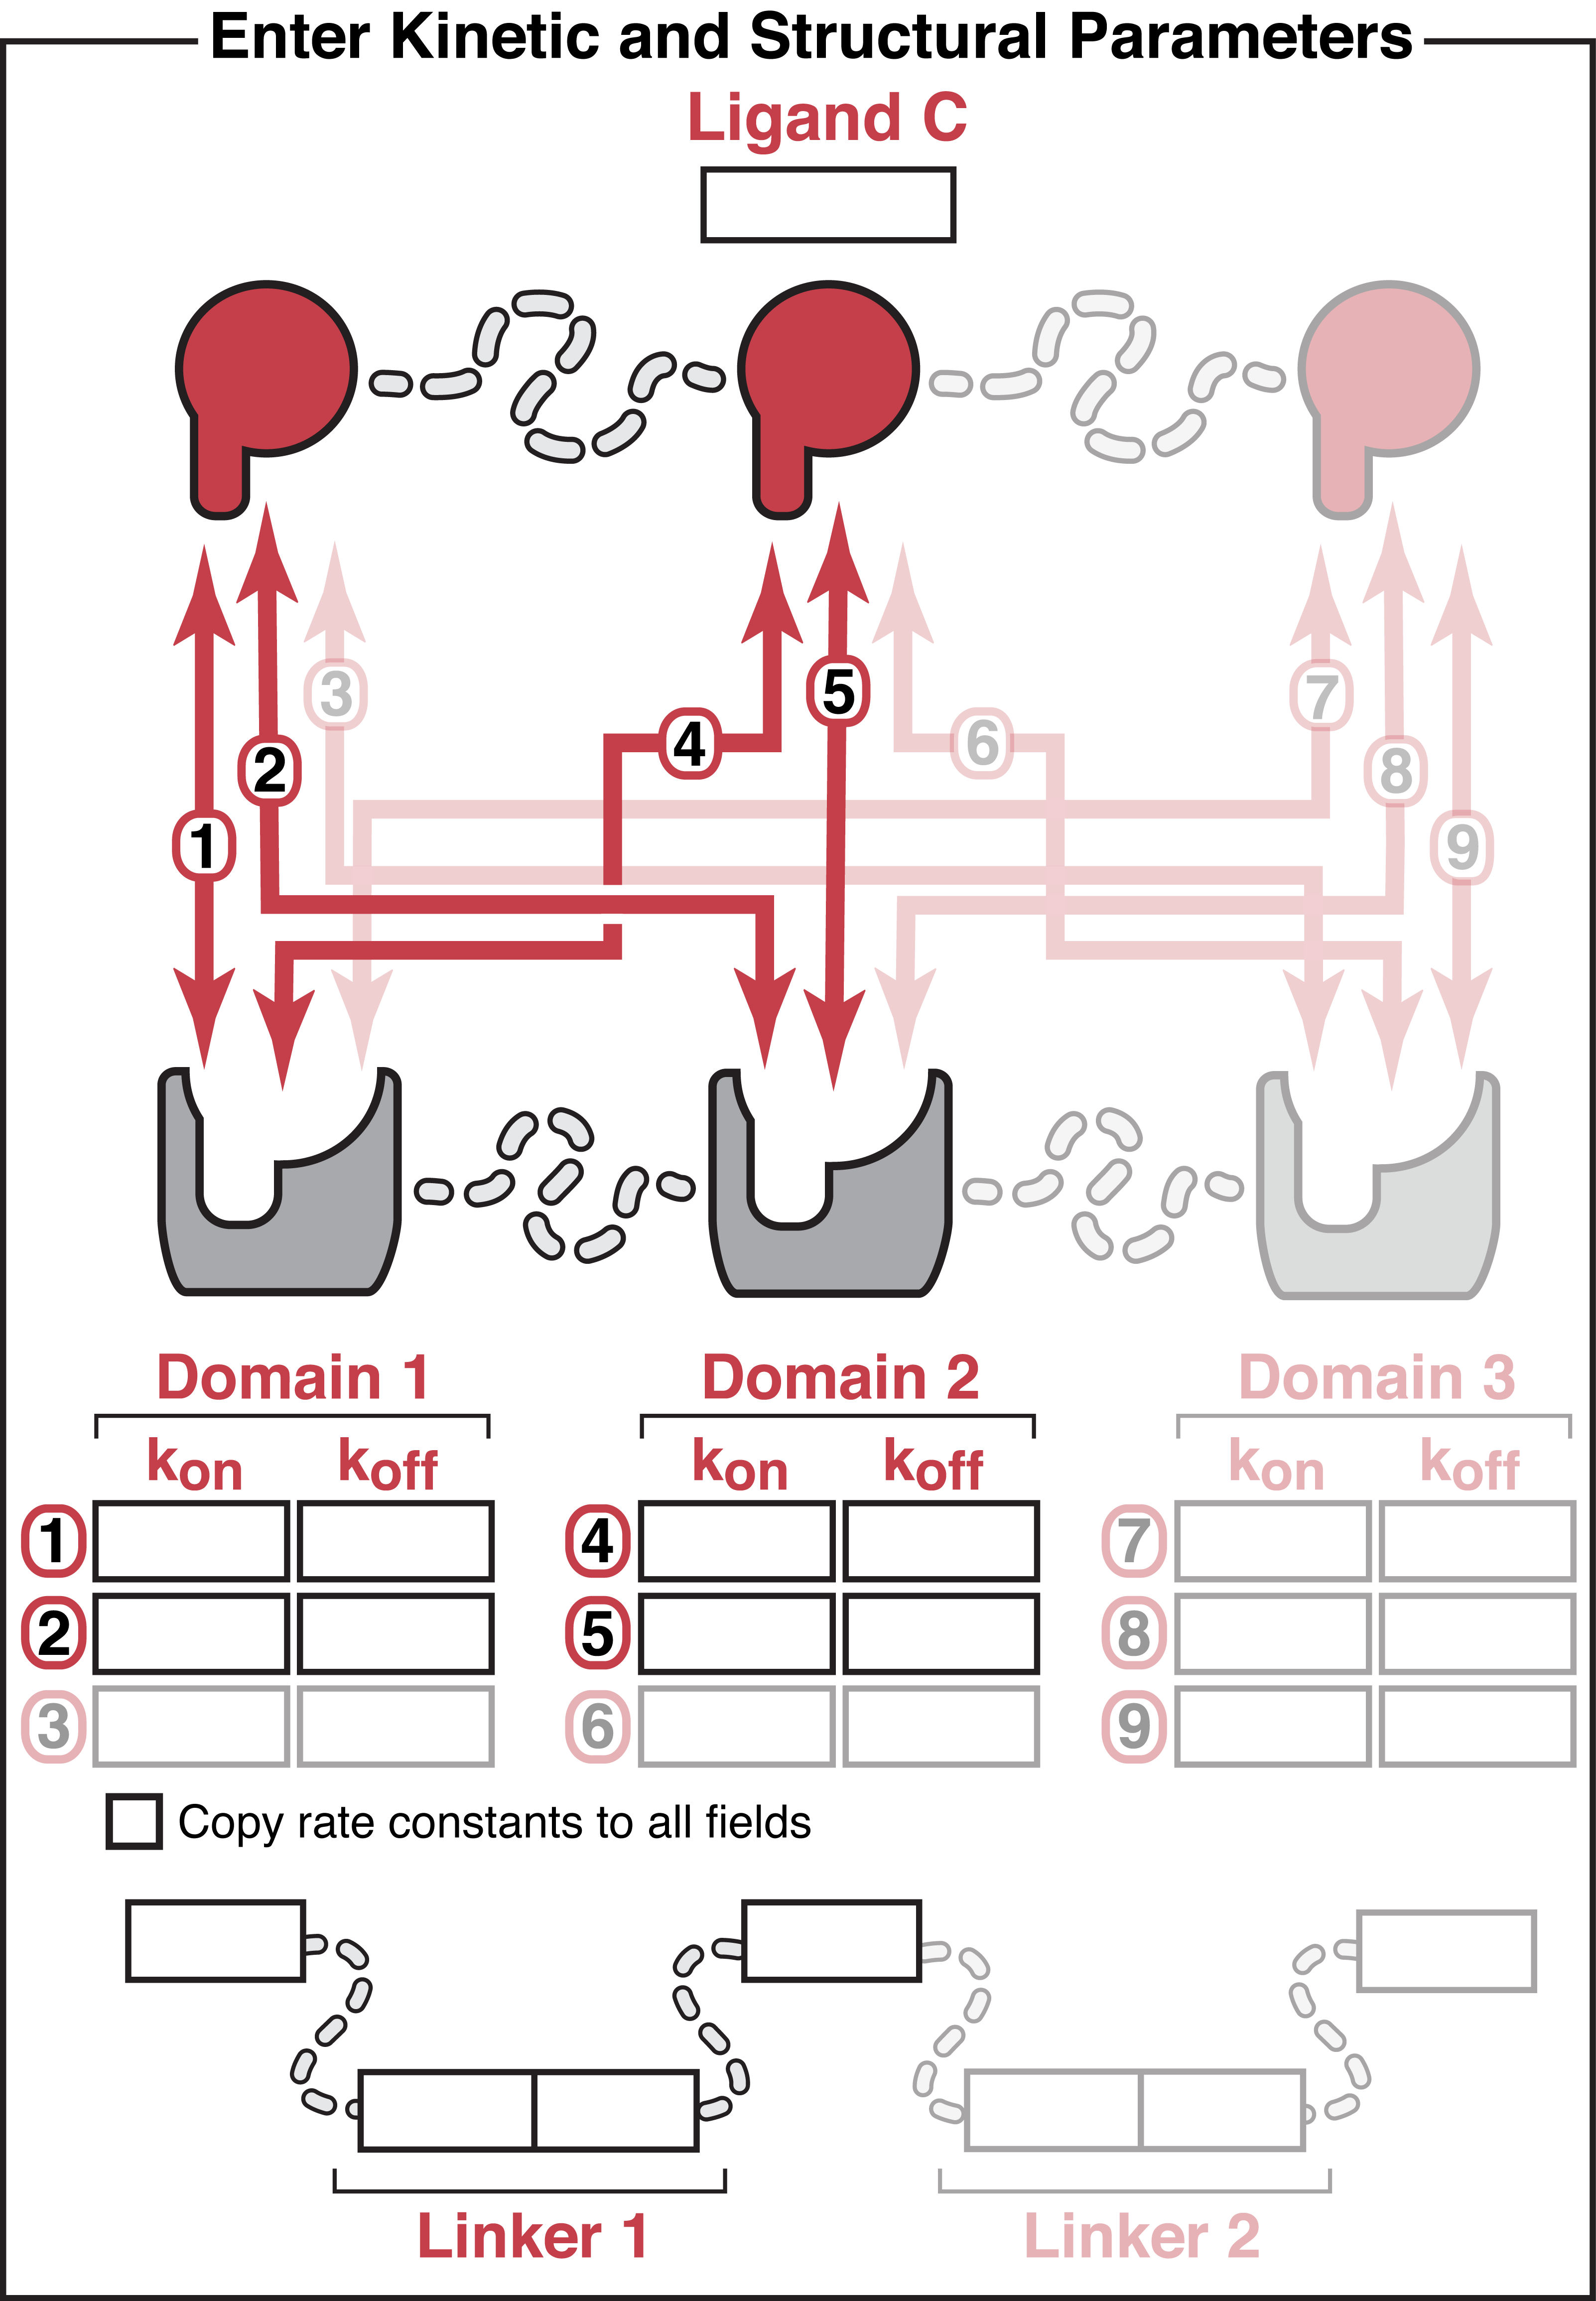 Enter Kinetic and Structural Parameters
Ligand C
3 5 7
4 6
2 8
1 9
Domain 1 Domain 2 Domain 3
kon koff kon koff kon koff
1 4 7
2 5 8
3 6 9
Copy rate constants to all fields
Linker 1 Linker 2